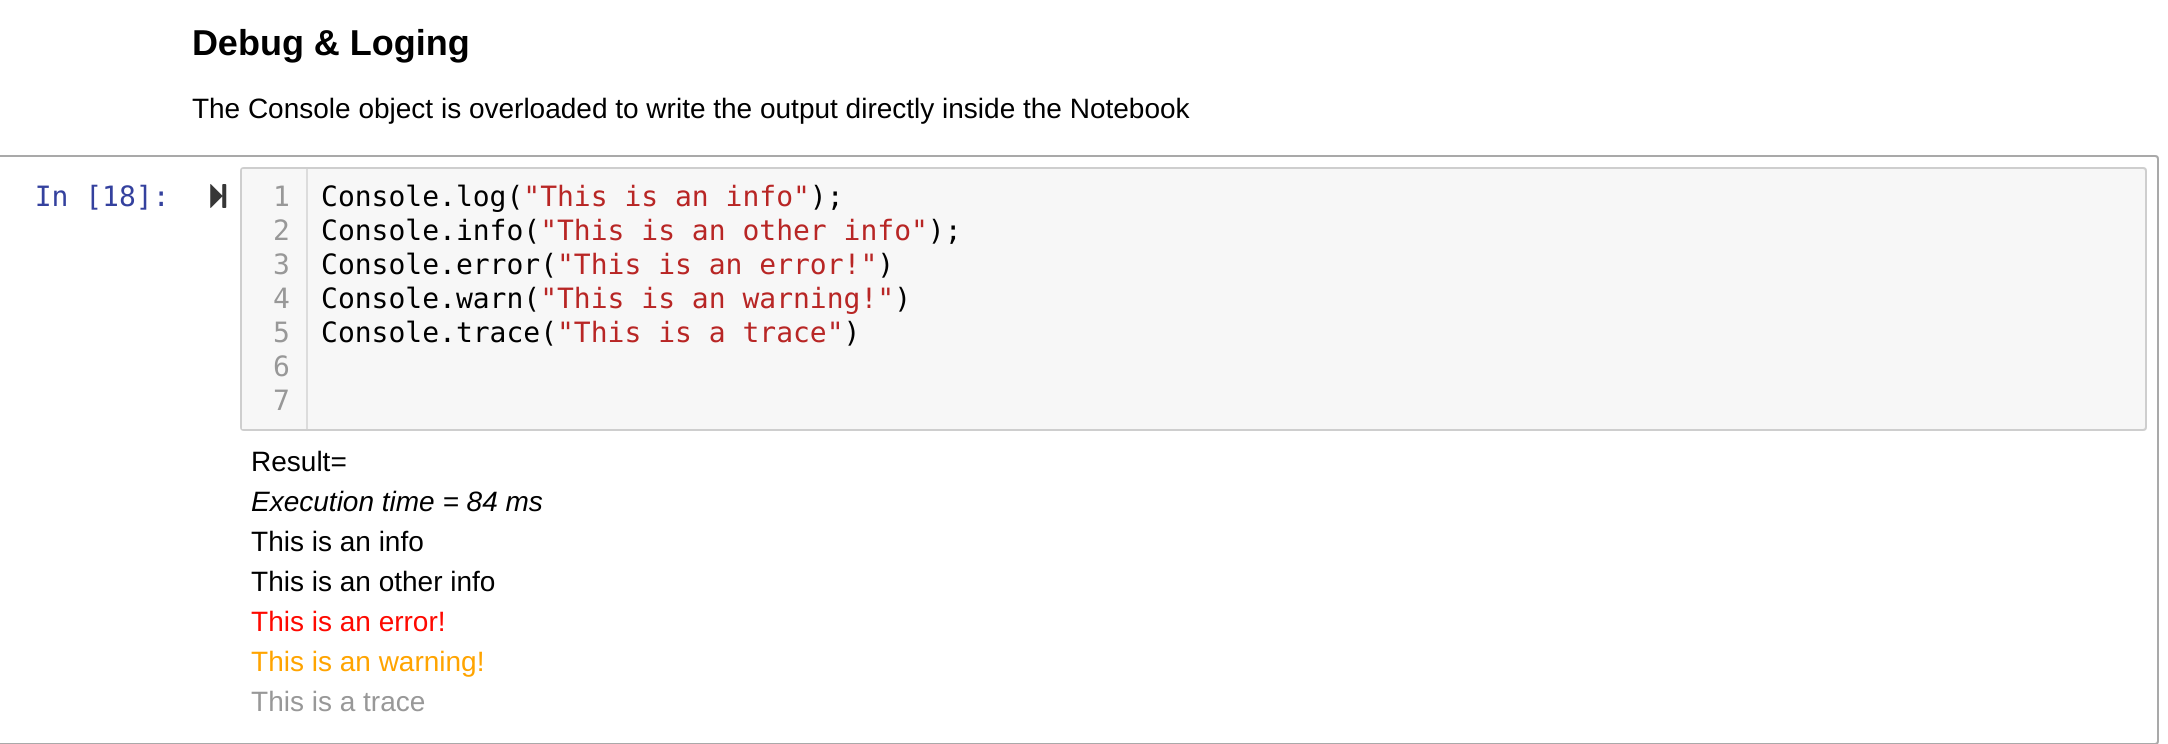 Debug & Loging
The Console object is overloaded to write the output directly inside the Notebook
In [18]:
1 Console.log("This is an info");
2 Console.info("This is an other info");
3 Console.error("This is an error!")
4 Console.warn("This is an warning!")
5 Console.trace("This is a trace")
6
7
Result=
Execution time = 84 ms
This is an info
This is an other info
This is an error!
This is an warning!
This is a trace